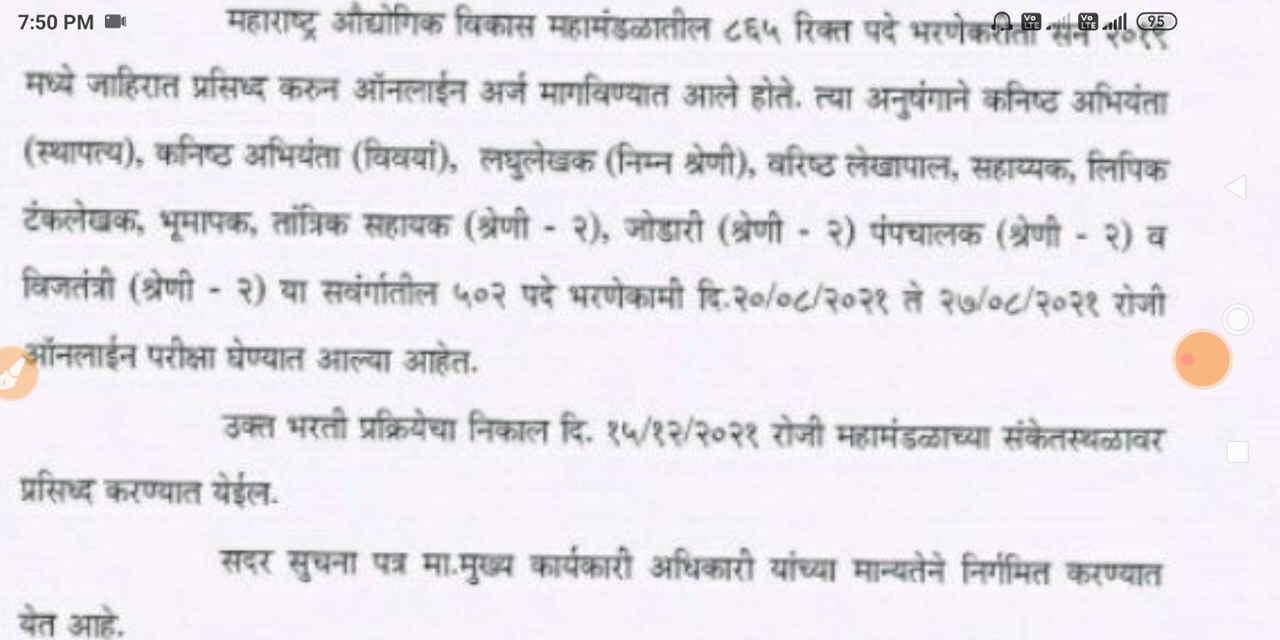 7:50 PM
95
महाराष्ट्र औद्योगिक विकास महामंडळातील ८६५ रिक्त पदे भरणेकरीता सन
मध्ये जाहिरात प्रसिध्द करुन ऑनलाईन अर्ज मागविण्यात आले होते. त्या अनुषंगाने कनिष्ठ अभियंता
(स्थापत्य), कनिष्ठ अभियंता (विवयां), लघुलेखक (निम्न श्रेणी), वरिष्ठ लेखापाल, सहाय्यक, लिपिक
टंकलेखक, भूमापक, तांत्रिक सहायक (श्रेणी - २), जोडारी (श्रेणी - २) पंपचालक (श्रेणी - २) व
विजतंत्री (श्रेणी - २) या सवंर्गातील ५०२ पदे भरणेकामी दि.२०/०८/२०२१ ते २७/०८/२०२१ रोजी
ऑनलाईन परीक्षा घेण्यात आल्या आहेत.
उक्त भरती प्रक्रियेचा निकाल दि. १५/१२/२०२१ रोजी महामंडळाच्या संकेतस्थळावर
प्रसिध्द करण्यात येईल.
सदर सुचना पत्र मा.मुख्य कार्यकारी अधिकारी यांच्या मान्यतेने निर्गमित करण्यात
येत आहे.